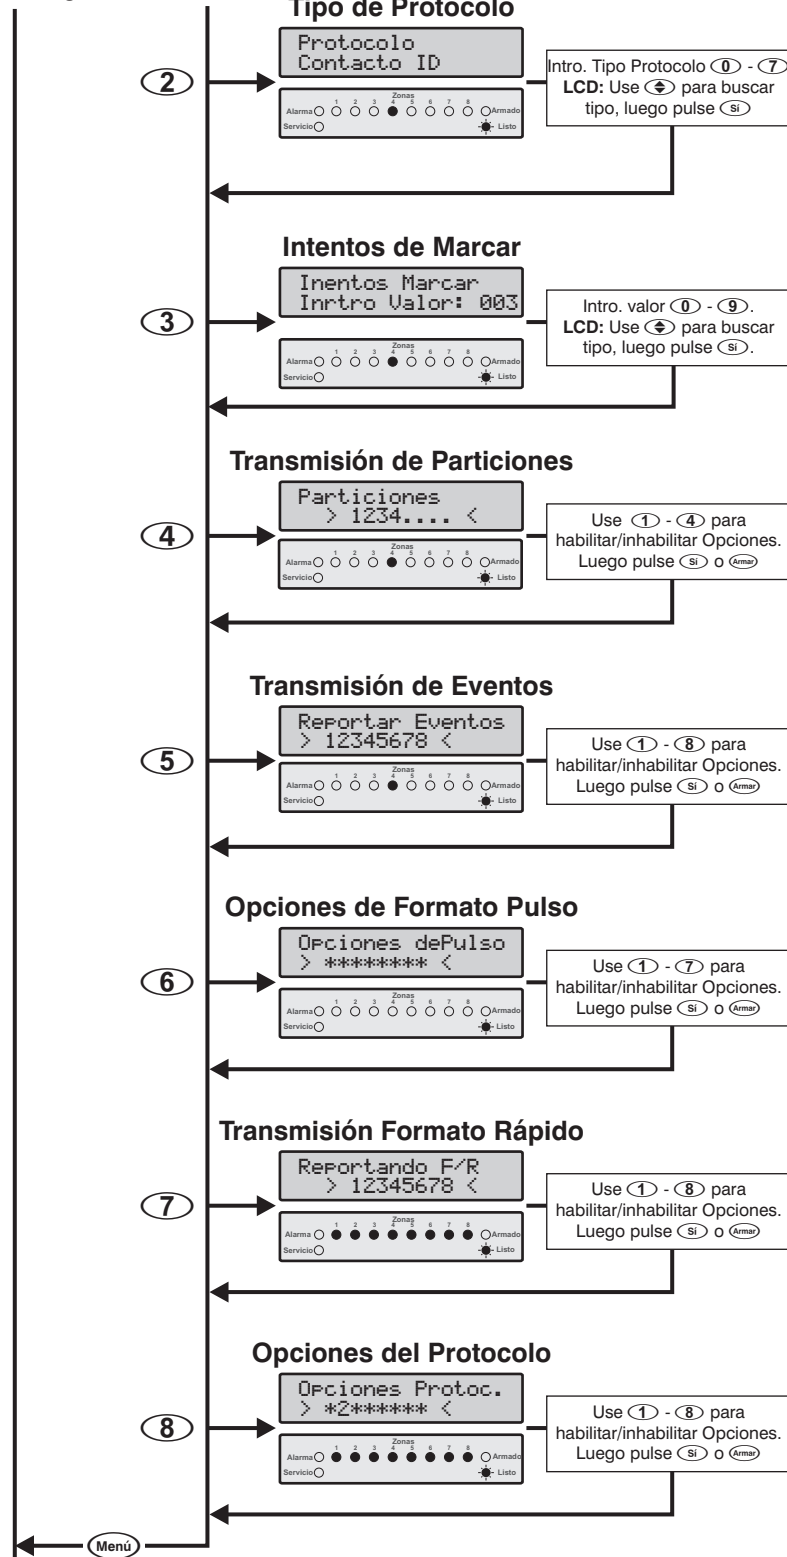 Tipo de Protocolo
Protocolo
Contacto ID
2
Zonas
1 2 3 4 5 6 7 8
Alarma
Armado
Servicio
Listo
Intro. Tipo Protocolo 0 - 7
LCD: Use para buscar
tipo, luego pulse Sí
Intentos de Marcar
Inentos Marcar
Inrtro Valor: 003
3
Zonas
1 2 3 4 5 6 7 8
Alarma
Armado
Servicio
Listo
Intro. valor 0 - 9.
LCD: Use para buscar
tipo, luego pulse Sí.
Transmisión de Particiones
Particiones
> 1234.... <
4
Zonas
1 2 3 4 5 6 7 8
Alarma
Armado
Servicio
Listo
Use 1 - 4 para
habilitar/inhabilitar Opciones.
Luego pulse Sí o Armar
Transmisión de Eventos
Reportar Eventos
> 12345678 <
5
Zonas
1 2 3 4 5 6 7 8
Alarma
Armado
Servicio
Listo
Use 1 - 8 para
habilitar/inhabilitar Opciones.
Luego pulse Sí o Armar
Opciones de Formato Pulso
Opciones dePulso
> ******** <
6
Zonas
1 2 3 4 5 6 7 8
Alarma
Armado
Servicio
Listo
Use 1 - 7 para
habilitar/inhabilitar Opciones.
Luego pulse Sí o Armar
Transmisión Formato Rápido
Reportando F/R
> 12345678 <
7
Zonas
1 2 3 4 5 6 7 8
Alarma
Armado
Servicio
Listo
Use 1 - 8 para
habilitar/inhabilitar Opciones.
Luego pulse Sí o Armar
Opciones del Protocolo
Opciones Protoc.
> *2****** <
8
Zonas
1 2 3 4 5 6 7 8
Alarma
Armado
Servicio
Listo
Use 1 - 8 para
habilitar/inhabilitar Opciones.
Luego pulse Sí o Armar
Menú